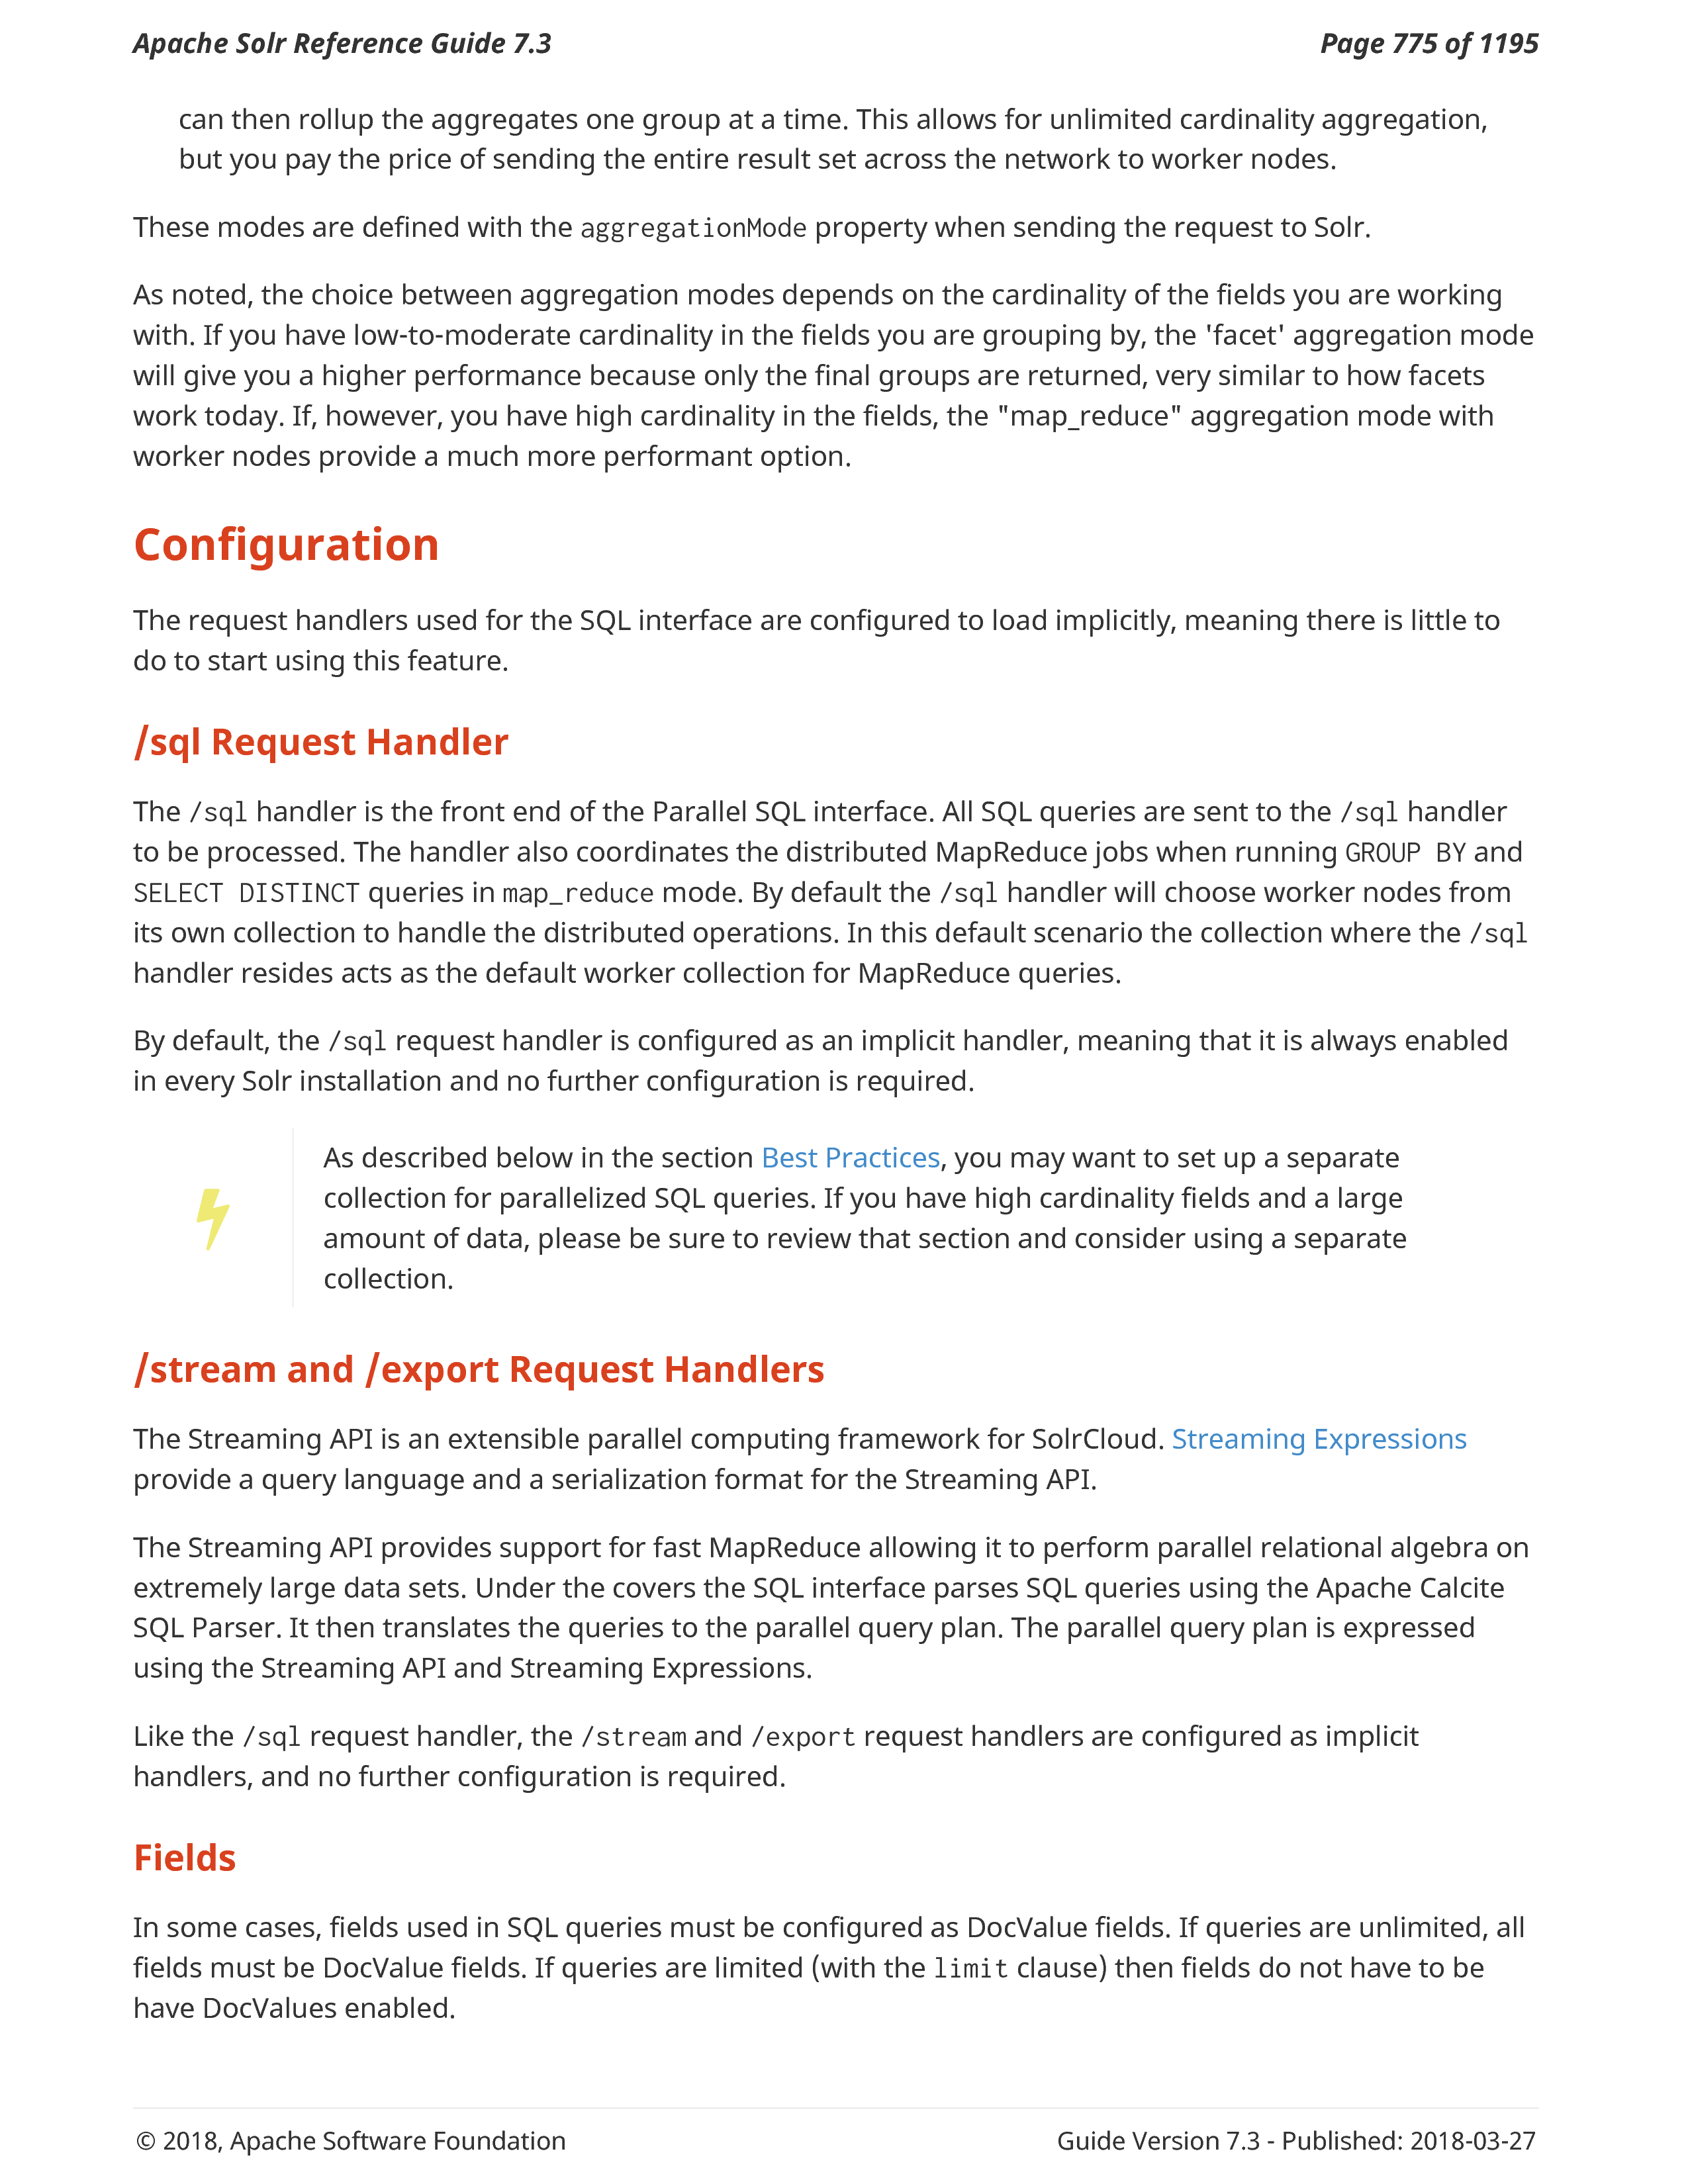 Apache Solr Reference Guide 7.3
Page 775 of 1195
can then rollup the aggregates one group at a time. This allows for unlimited cardinality aggregation,
but you pay the price of sending the entire result set across the network to worker nodes.
These modes are defined with the aggregationMode property when sending the request to Solr.
As noted, the choice between aggregation modes depends on the cardinality of the fields you are working
with. If you have low-to-moderate cardinality in the fields you are grouping by, the 'facet' aggregation mode
will give you a higher performance because only the final groups are returned, very similar to how facets
work today. If, however, you have high cardinality in the fields, the "map_reduce" aggregation mode with
worker nodes provide a much more performant option.
Configuration
The request handlers used for the SQL interface are configured to load implicitly, meaning there is little to
do to start using this feature.
/sql Request Handler
The /sql handler is the front end of the Parallel SQL interface. All SQL queries are sent to the /sql handler
to be processed. The handler also coordinates the distributed MapReduce jobs when running GROUP BY and
SELECT DISTINCT queries in map_reduce mode. By default the /sql handler will choose worker nodes from
its own collection to handle the distributed operations. In this default scenario the collection where the /sql
handler resides acts as the default worker collection for MapReduce queries.
By default, the /sql request handler is configured as an implicit handler, meaning that it is always enabled
in every Solr installation and no further configuration is required.
As described below in the section Best Practices, you may want to set up a separate
collection for parallelized SQL queries. If you have high cardinality fields and a large
amount of data, please be sure to review that section and consider using a separate
collection.
/stream and /export Request Handlers
The Streaming API is an extensible parallel computing framework for SolrCloud. Streaming Expressions
provide a query language and a serialization format for the Streaming API.
The Streaming API provides support for fast MapReduce allowing it to perform parallel relational algebra on
extremely large data sets. Under the covers the SQL interface parses SQL queries using the Apache Calcite
SQL Parser. It then translates the queries to the parallel query plan. The parallel query plan is expressed
using the Streaming API and Streaming Expressions.
Like the /sql request handler, the /stream and /export request handlers are configured as implicit
handlers, and no further configuration is required.
Fields
In some cases, fields used in SQL queries must be configured as DocValue fields. If queries are unlimited, all
fields must be DocValue fields. If queries are limited (with the limit clause) then fields do not have to be
have DocValues enabled.
© 2018, Apache Software Foundation
Guide Version 7.3 - Published: 2018-03-27